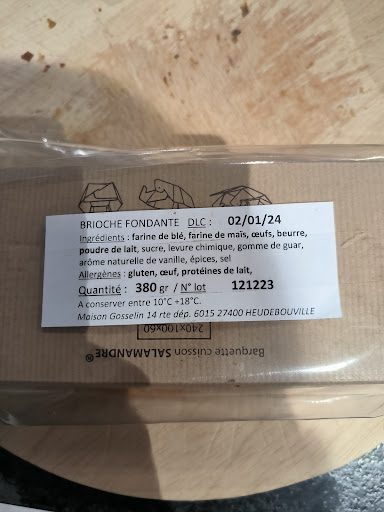 BRIOCHE FONDANTE DLC : 02/01/24
Ingrédients : farine de blé, farine de maïs, œufs, beurre,
poudre de lait, sucre, levure chimique, gomme de guar,
arôme naturelle de vanille, épices, sel
Allergènes : gluten, œuf, protéines de lait,
Quantité : 380 gr / N° lot 121223
A conserver entre 10°C +18°C.
Maison Gosselin 14 rte dép. 6015 27400 HEUDEBOUVILLE
240x100x60
Barquette cuisson SALAMANDRE®